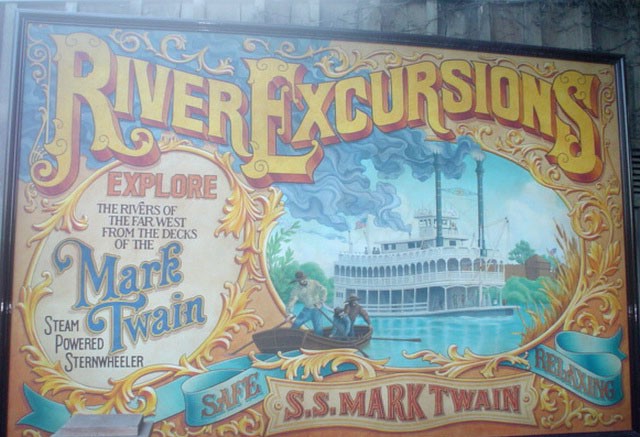 RIVER EXCURSIONS
EXPLORE
THE RIVERS OF
THE FAR WEST
FROM THE DECKS
OF THE
Mark
Twain
STEAM
POWERED
STERNWHEELER
SAFE
S.S. MARK TWAIN
RELAXING